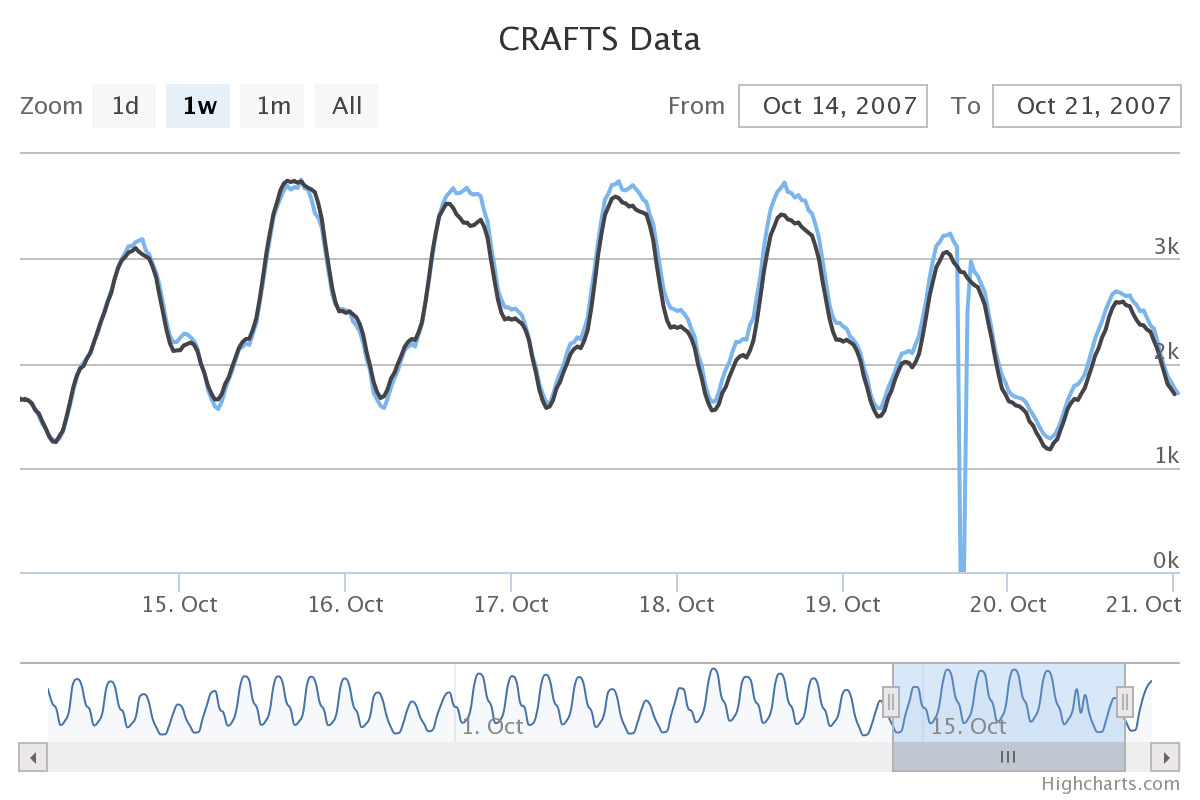 CRAFTS Data
Zoom 1d 1w 1m All From Oct 14, 2007 To Oct 21, 2007
3k
2k
1k
0k
15. Oct 16. Oct 17. Oct 18. Oct 19. Oct 20. Oct 21. Oct
1. Oct 15. Oct
Highcharts.com